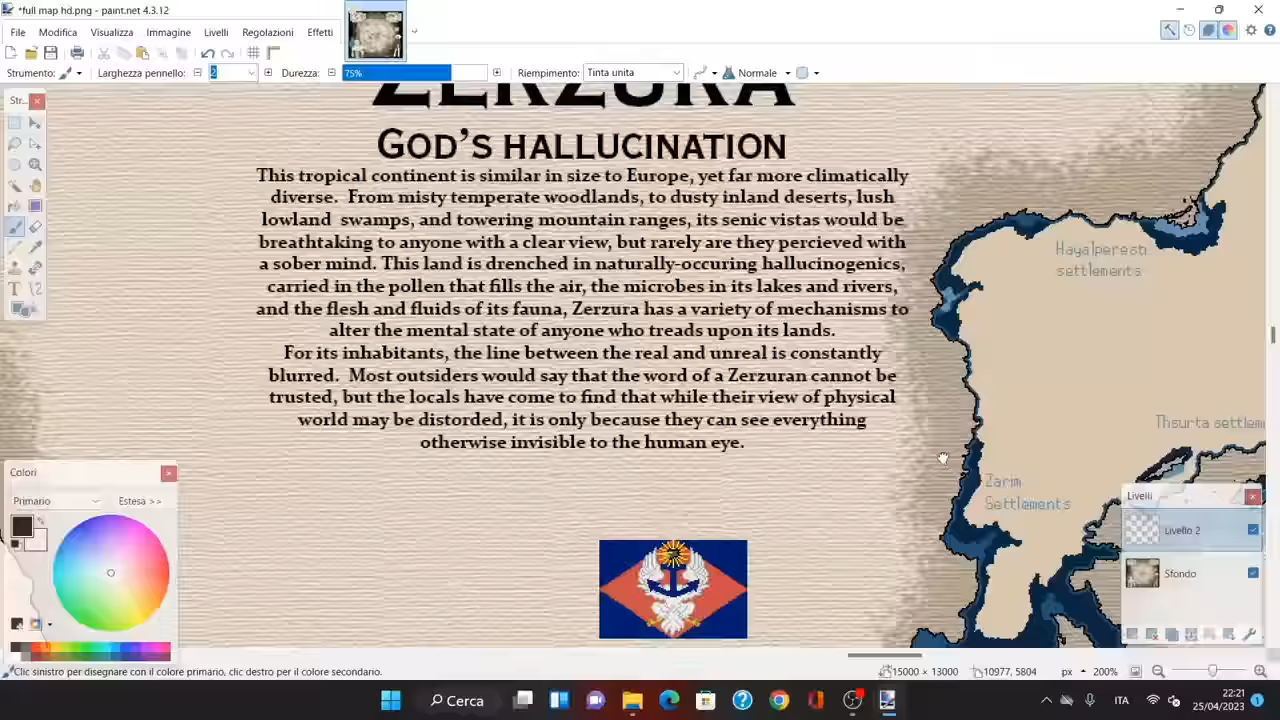 *full map hd.png - paint.net 4.3.12
File Modifica Visualizza Immagine Livelli Regolazioni Effetti
Strumento: Larghezza pennello: 2 Durezza: 75% Riempimento: Tinta unita Normale
Str...
ZERZURA
GOD'S HALLUCINATION
This tropical continent is similar in size to Europe, yet far more climatically
diverse. From misty temperate woodlands, to dusty inland deserts, lush
lowland swamps, and towering mountain ranges, its senic vistas would be
breathtaking to anyone with a clear view, but rarely are they percieved with
a sober mind. This land is drenched in naturally-occuring hallucinogenics,
carried in the pollen that fills the air, the microbes in its lakes and rivers,
and the flesh and fluids of its fauna, Zerzura has a variety of mechanisms to
alter the mental state of anyone who treads upon its lands.
For its inhabitants, the line between the real and unreal is constantly
blurred. Most outsiders would say that the word of a Zerzuran cannot be
trusted, but the locals have come to find that while their view of physical
world may be distorded, it is only because they can see everything
otherwise invisible to the human eye.
Hayalperesti
settlements
Thsurta settlem
Zarim
Settlements
Colori
Primario Estesa >>
Livelli
Livello 2
Sfondo
Clic sinistro per disegnare con il colore primario, clic destro per il colore secondario. 15000 × 13000 10977, 5804 px 200%
Cerca ITA 22:21
25/04/2023 1